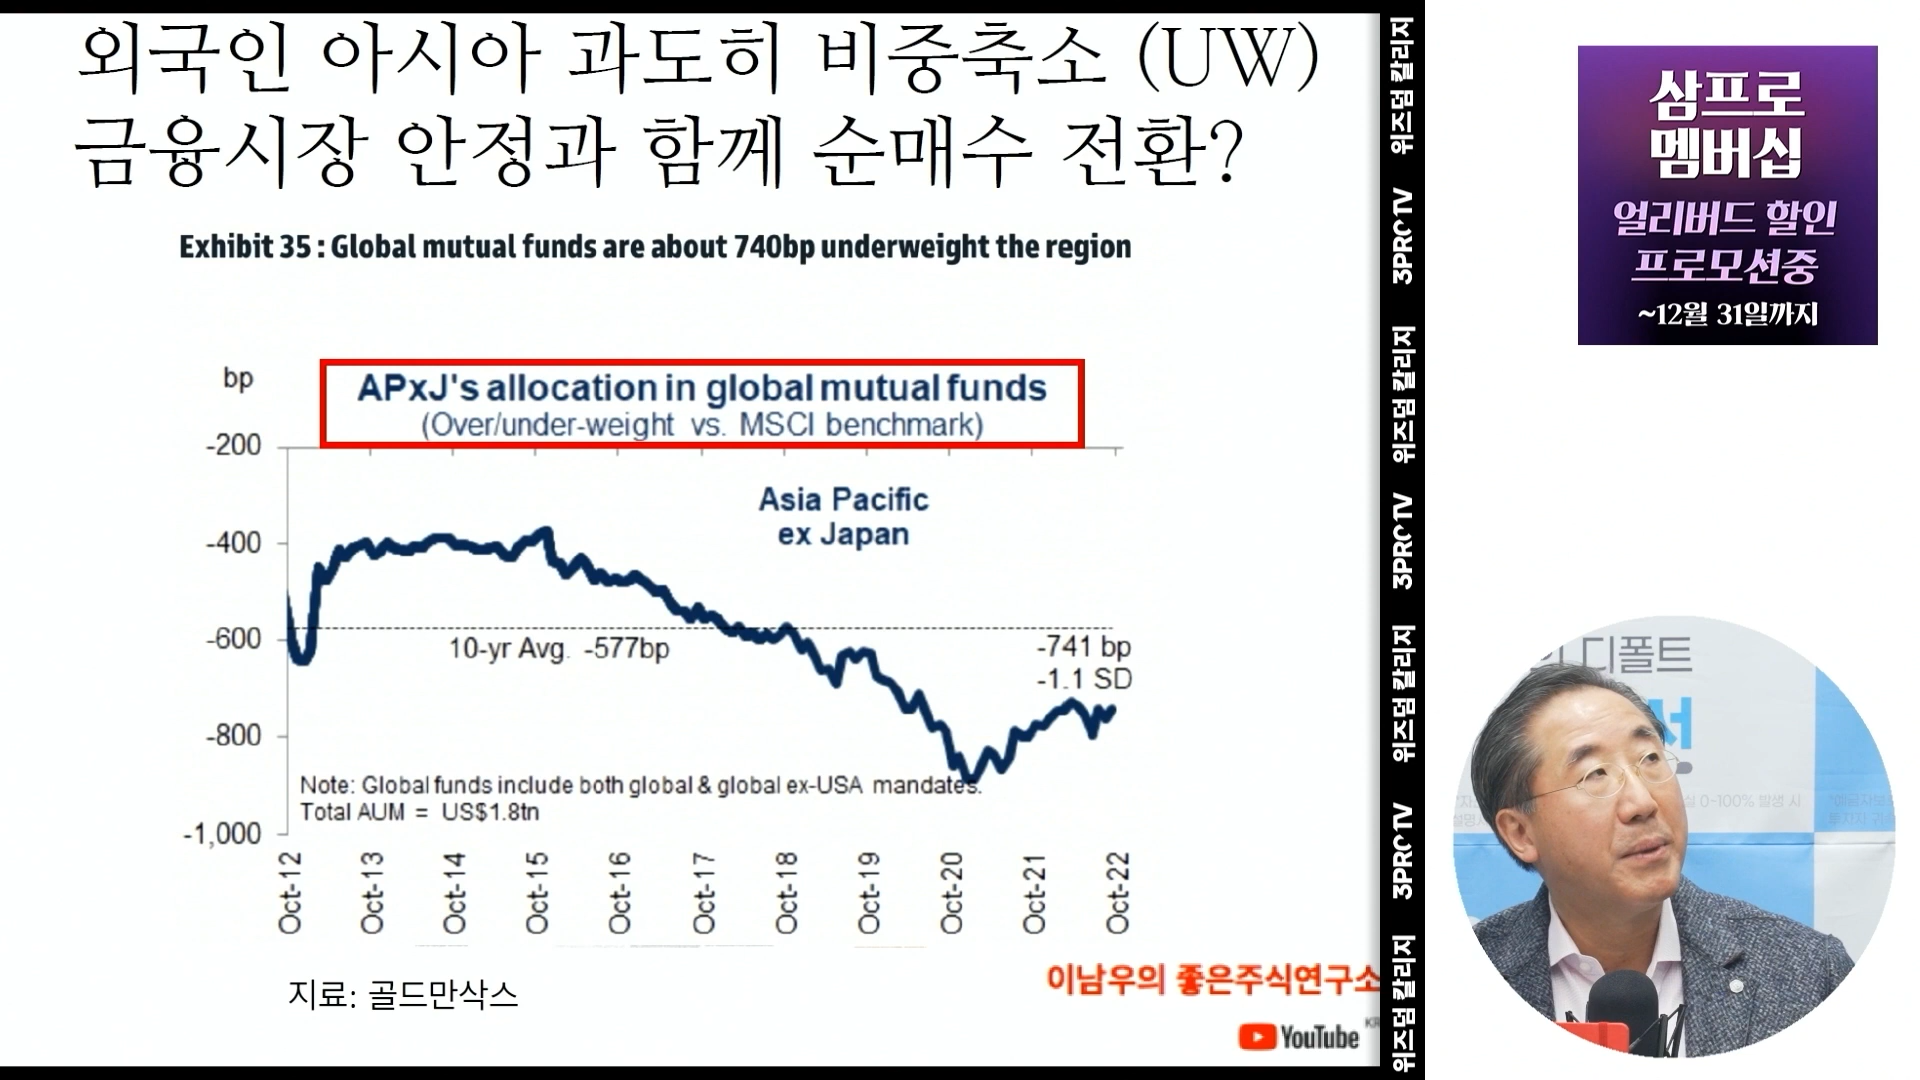 외국인 아시아 과도히 비중축소 (UW)
금융시장 안정과 함께 순매수 전환?
Exhibit 35 : Global mutual funds are about 740bp underweight the region
bp
APxJ's allocation in global mutual funds
(Over/under-weight vs. MSCI benchmark)
-200
-400
-600
-800
-1,000
Asia Pacific
ex Japan
10-yr Avg. -577bp
-741 bp
-1.1 SD
Note: Global funds include both global & global ex-USA mandates.
Total AUM = US$1.8tn
Oct-12
Oct-13
Oct-14
Oct-15
Oct-16
Oct-17
Oct-18
Oct-19
Oct-20
Oct-21
Oct-22
지료: 골드만삭스
이남우의 좋은주식연구소
YouTube
KR
위즈덤 칼리지
3PROTV
위즈덤 칼리지
3PROTV
위즈덤 칼리지
3PROTV
위즈덤 칼리지
삼프로
멤버십
얼리버드 할인
프로모션중
~12월 31일까지
디폴트
0-100% 발생 시